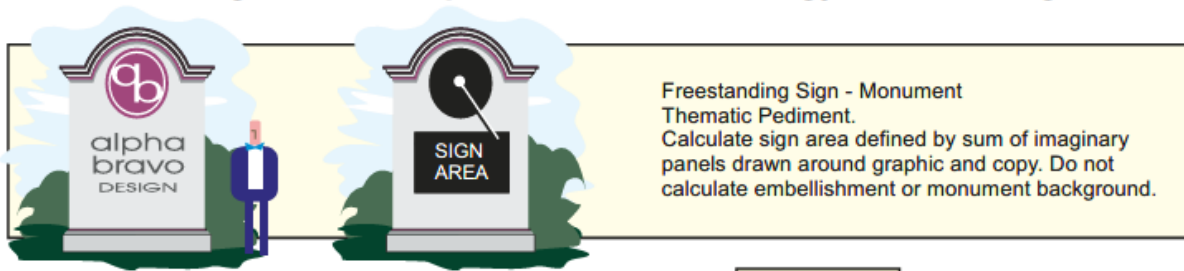 ab
alpha
bravo
DESIGN
SIGN
AREA
Freestanding Sign - Monument
Thematic Pediment.
Calculate sign area defined by sum of imaginary
panels drawn around graphic and copy. Do not
calculate embellishment or monument background.